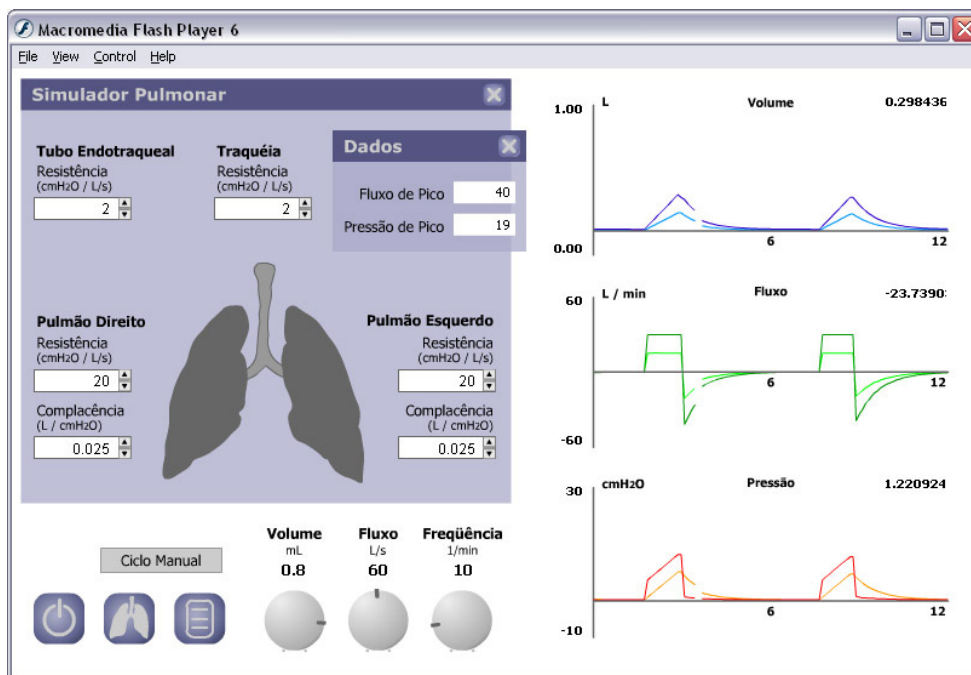 Macromedia Flash Player 6
File View Control Help
Simulador Pulmonar
Tubo Endotraqueal
Resistência
(cmH2O / L/s)
2
Traquéia
Resistência
(cmH2O / L/s)
2
Dados
Fluxo de Pico 40
Pressão de Pico 19
Pulmão Direito
Resistência
(cmH2O / L/s)
20
Complacência
(L / cmH2O)
0.025
Pulmão Esquerdo
Resistência
(cmH2O / L/s)
20
Complacência
(L / cmH2O)
0.025
Ciclo Manual
Volume
mL
0.8
Fluxo
L/s
60
Freqüência
1/min
10
1.00 L Volume 0.298436
0.00 6 12
60 L / min Fluxo -23.7390
-60 6 12
30 cmH2O Pressão 1.220924
-10 6 12